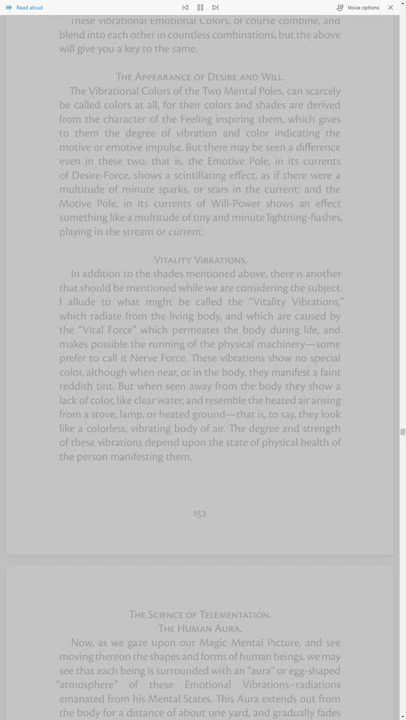 Read aloud
Voice options
These vibrational Emotional Colors, of course combine, and
blend into each other in countless combinations, but the above
will give you a key to the same.
The Appearance of Desire and Will.
The Vibrational Colors of the Two Mental Poles, can scarcely
be called colors at all, for their colors and shades are derived
from the character of the Feeling inspiring them, which gives
to them the degree of vibration and color indicating the
motive or emotive impulse. But there may be seen a difference
even in these two, that is, the Emotive Pole, in its currents
of Desire-Force, shows a scintillating effect, as if there were a
multitude of minute sparks, or stars in the current; and the
Motive Pole, in its currents of Will-Power shows an effect
something like a multitude of tiny and minute lightning-flashes,
playing in the stream or current.
Vitality Vibrations.
In addition to the shades mentioned above, there is another
that should be mentioned while we are considering the subject.
I allude to what might be called the "Vitality Vibrations,"
which radiate from the living body, and which are caused by
the "Vital Force" which permeates the body during life, and
makes possible the running of the physical machinery—some
prefer to call it Nerve Force. These vibrations show no special
color, although when near, or in the body, they manifest a faint
reddish tint. But when seen away from the body they show a
lack of color, like clear water, and resemble the heated air arising
from a stove, lamp, or heated ground—that is, to say, they look
like a colorless, vibrating body of air. The degree and strength
of these vibrations depend upon the state of physical health of
the person manifesting them.
152
The Science of Telementation.
The Human Aura.
Now, as we gaze upon our Magic Mental Picture, and see
moving thereon the shapes and forms of human beings, we may
see that each being is surrounded with an "aura" or egg-shaped
"atmosphere" of these Emotional Vibrations—radiations
emanated from his Mental States. This Aura extends out from
the body for a distance of about one yard, and gradually fades